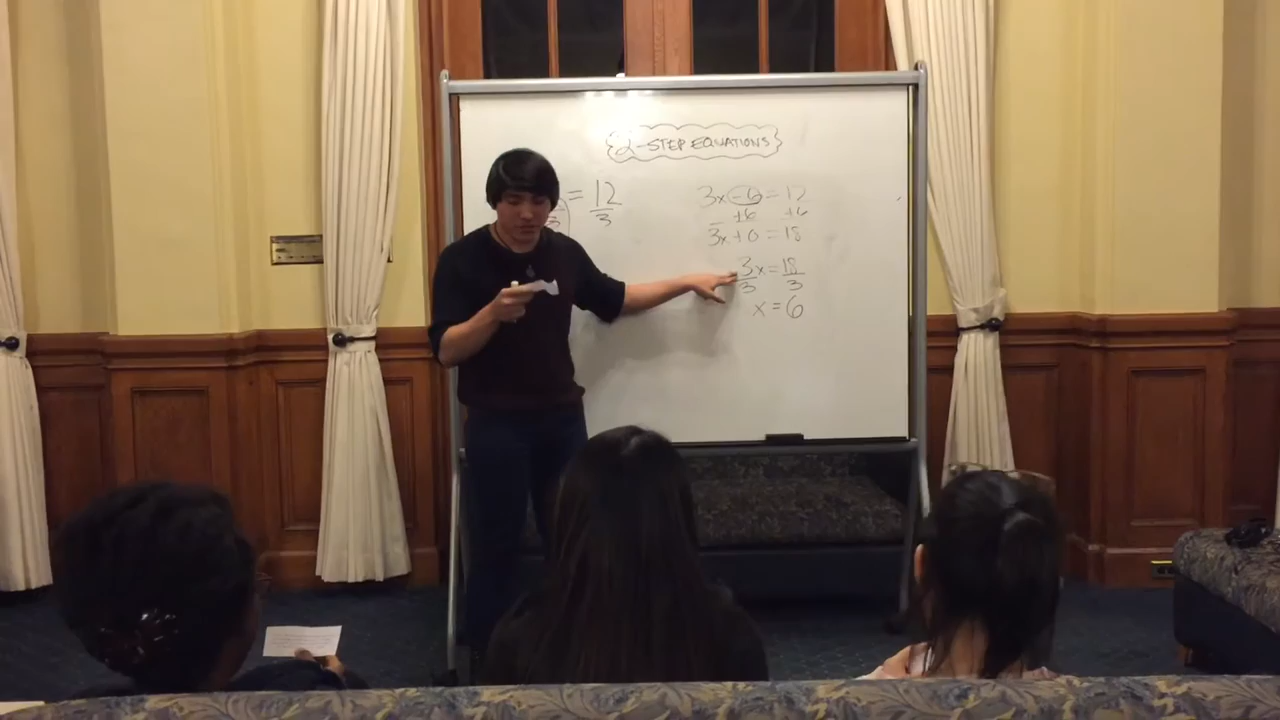 2-STEP EQUATIONS
= 12
3
3x - 6 = 12
+6 +6
3x + 0 = 18
3x = 18
3 3
x = 6